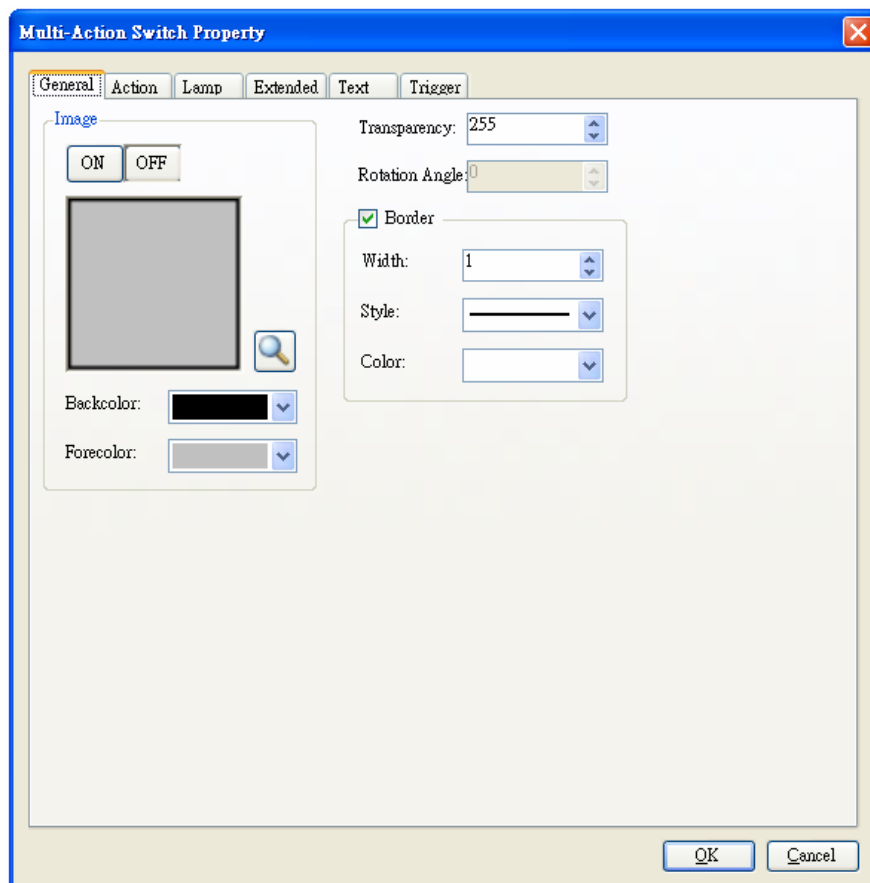 Multi-Action Switch Property
General Action Lamp Extended Text Trigger
Image
ON OFF
Backcolor:
Forecolor:
Transparency: 255
Rotation Angle: 0
Border
Width: 1
Style:
Color:
OK Cancel